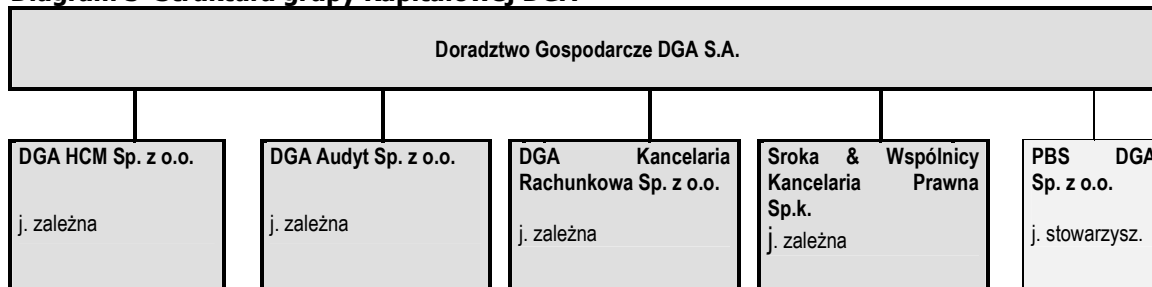 Doradztwo Gospodarcze DGA S.A.
DGA HCM Sp. z o.o.
j. zależna
DGA Audyt Sp. z o.o.
j. zależna
DGA Kancelaria
Rachunkowa Sp. z o.o.
j. zależna
Sroka & Wspólnicy
Kancelaria Prawna
Sp.k.
j. zależna
PBS DGA
Sp. z o.o.
j. stowarzysz.